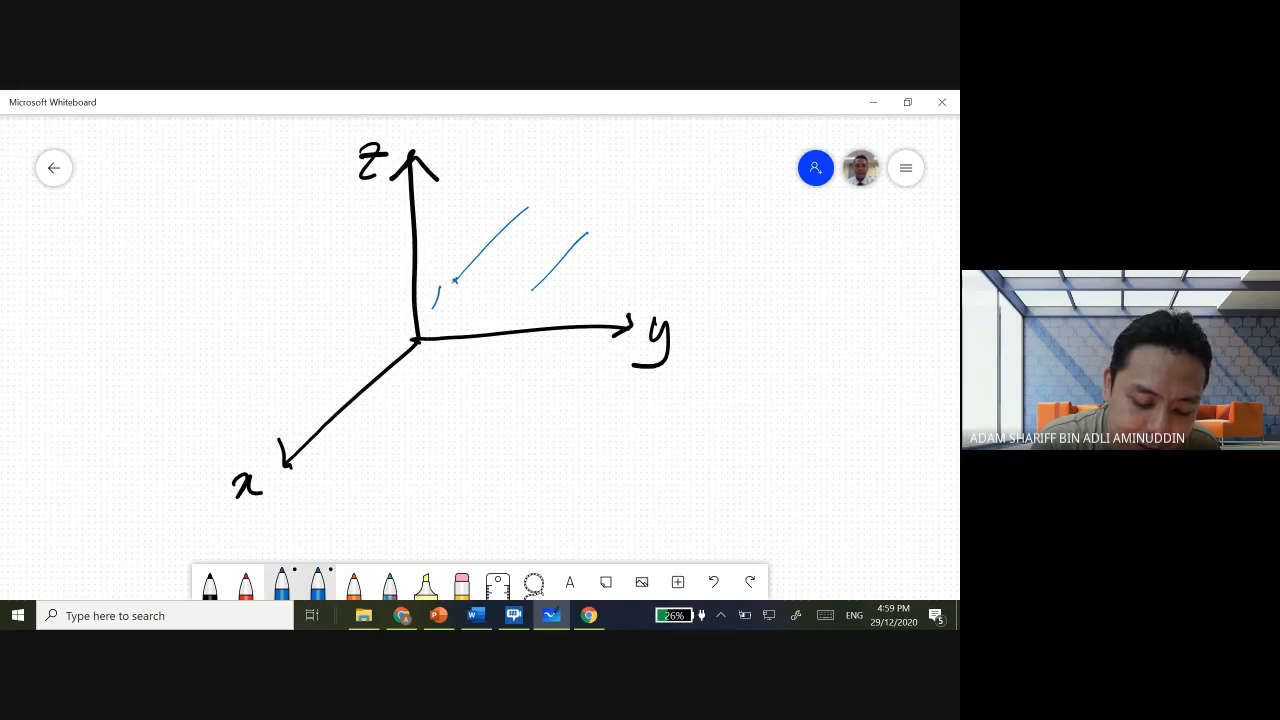 Microsoft Whiteboard
z
y
x
ADAM SHARIFF BIN ADLI AMINUDDIN
A
Type here to search
26%
ENG
4:59 PM
29/12/2020
5